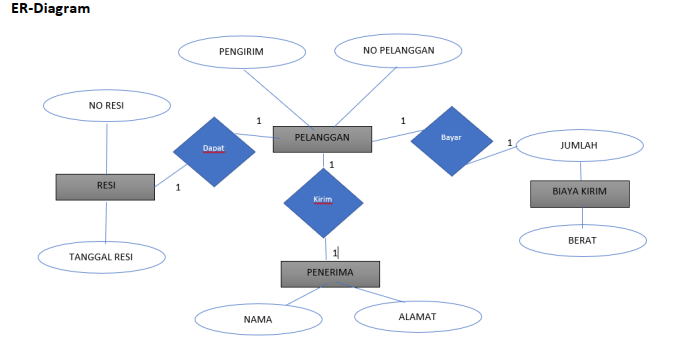 ER-Diagram
PENGIRIM
NO PELANGGAN
NO RESI
1
1
PELANGGAN
Bayar
Dapat
1
JUMLAH
1
RESI
1
BIAYA KIRIM
Kirim
BERAT
1
TANGGAL RESI
PENERIMA
NAMA
ALAMAT